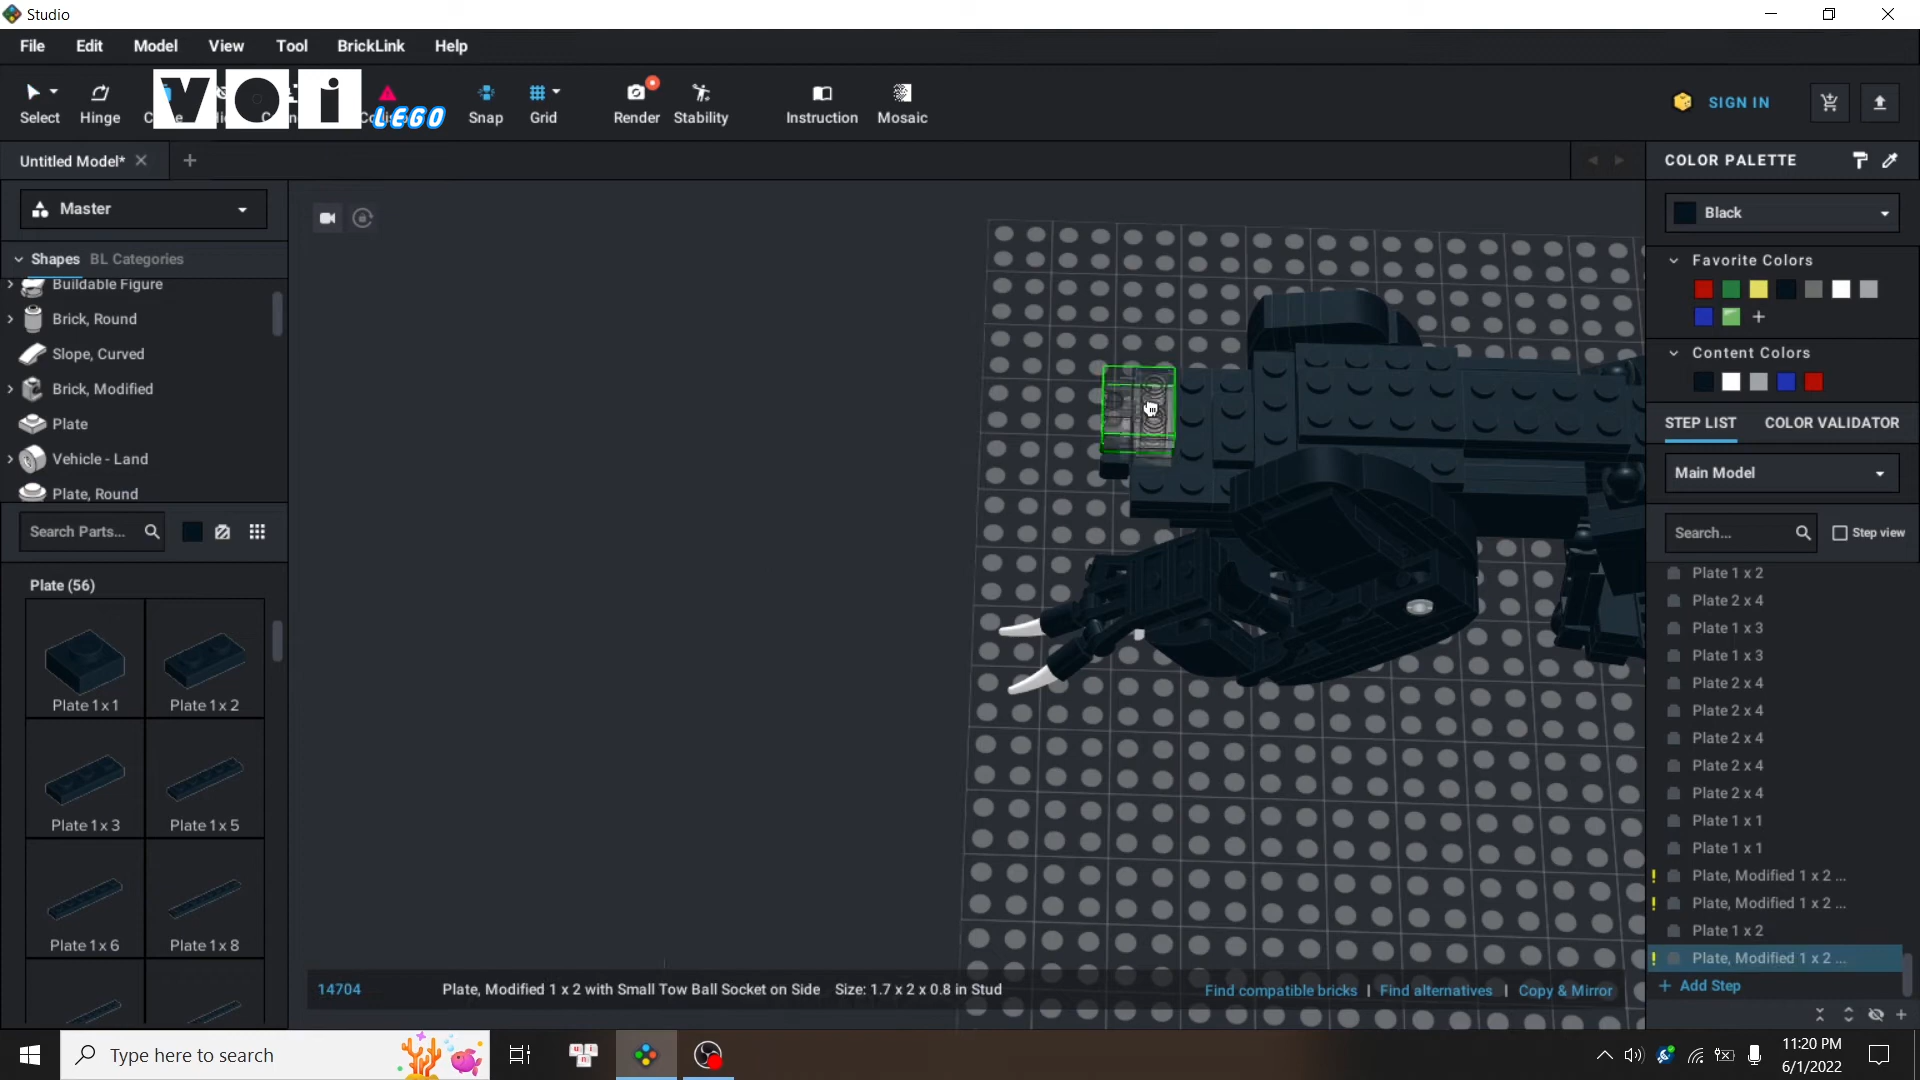 Studio
File Edit Model View Tool BrickLink Help
Select Hinge
VOi LEGO
Snap Grid Render Stability Instruction Mosaic SIGN IN
Untitled Model*
Master
Shapes BL Categories
Buildable Figure
Brick, Round
Slope, Curved
Brick, Modified
Plate
Vehicle - Land
Plate, Round
Search Parts...
Plate (56)
Plate 1 x 1 Plate 1 x 2
Plate 1 x 3 Plate 1 x 5
Plate 1 x 6 Plate 1 x 8
14704 Plate, Modified 1 x 2 with Small Tow Ball Socket on Side Size: 1.7 x 2 x 0.8 in Stud
Find compatible bricks | Find alternatives | Copy & Mirror
COLOR PALETTE
Black
Favorite Colors
+
Content Colors
STEP LIST COLOR VALIDATOR
Main Model
Search... Step view
Plate 1 x 2
Plate 2 x 4
Plate 1 x 3
Plate 1 x 3
Plate 2 x 4
Plate 2 x 4
Plate 2 x 4
Plate 2 x 4
Plate 2 x 4
Plate 1 x 1
Plate 1 x 1
! Plate, Modified 1 x 2 ...
! Plate, Modified 1 x 2 ...
Plate 1 x 2
! Plate, Modified 1 x 2 ...
+ Add Step
Type here to search
11:20 PM
6/1/2022